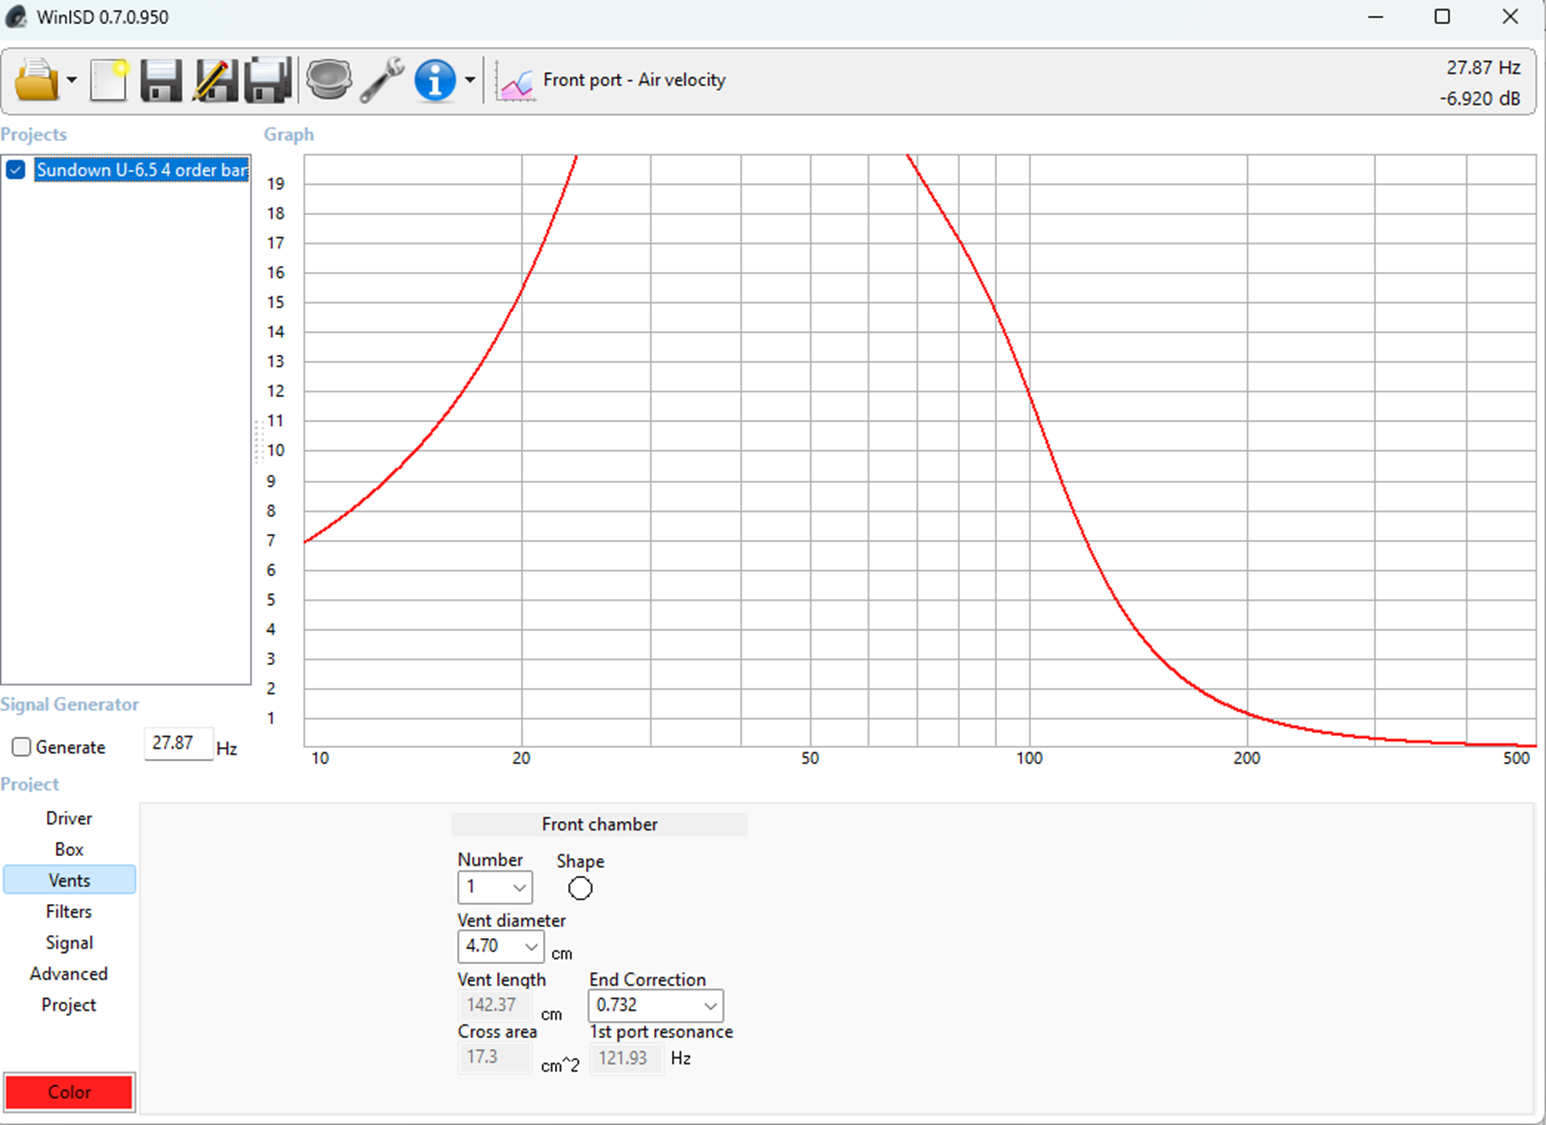 WinISD 0.7.0.950
Front port - Air velocity
27.87 Hz
-6.920 dB
Projects
Graph
Sundown U-6.5 4 order bar
19
18
17
16
15
14
13
12
11
10
9
8
7
6
5
4
3
2
1
10 20 50 100 200 500
Signal Generator
Generate 27.87 Hz
Project
Driver
Box
Vents
Filters
Signal
Advanced
Project
Color
Front chamber
Number Shape
1
Vent diameter
4.70 cm
Vent length End Correction
142.37 cm 0.732
Cross area 1st port resonance
17.3 cm^2 121.93 Hz